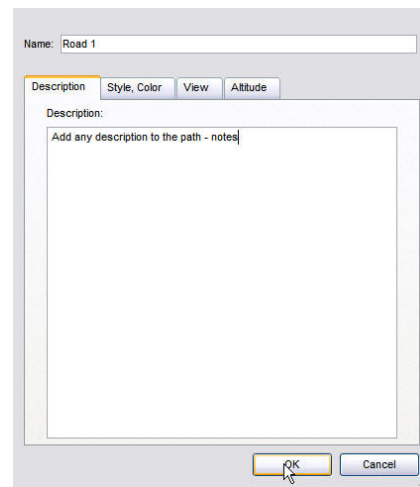 Name: Road 1
Description Style, Color View Altitude
Description:
Add any description to the path - notes
OK Cancel